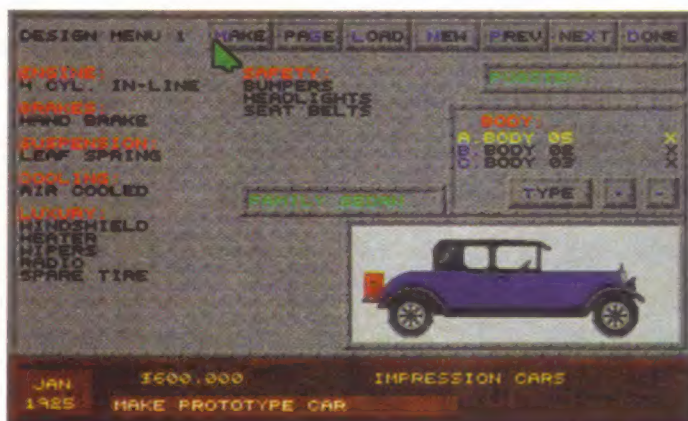 DESIGN MENU 1 MAKE PAGE LOAD NEW PREV NEXT DONE
ENGINE:
4 CYL. IN-LINE
BRAKES:
HAND BRAKE
SUSPENSION:
LEAF SPRING
COOLING:
AIR COOLED
LUXURY:
WINDSHIELD
HEATER
WIPERS
RADIO
SPARE TIRE
SAFETY:
BUMPERS
HEADLIGHTS
SEAT BELTS
FAMILY SEDAN
BODY:
A. BODY 05 X
B. BODY X
C. BODY X
TYPE + -
JAN
1925
$600,000
IMPRESSION CARS
MAKE PROTOTYPE CAR